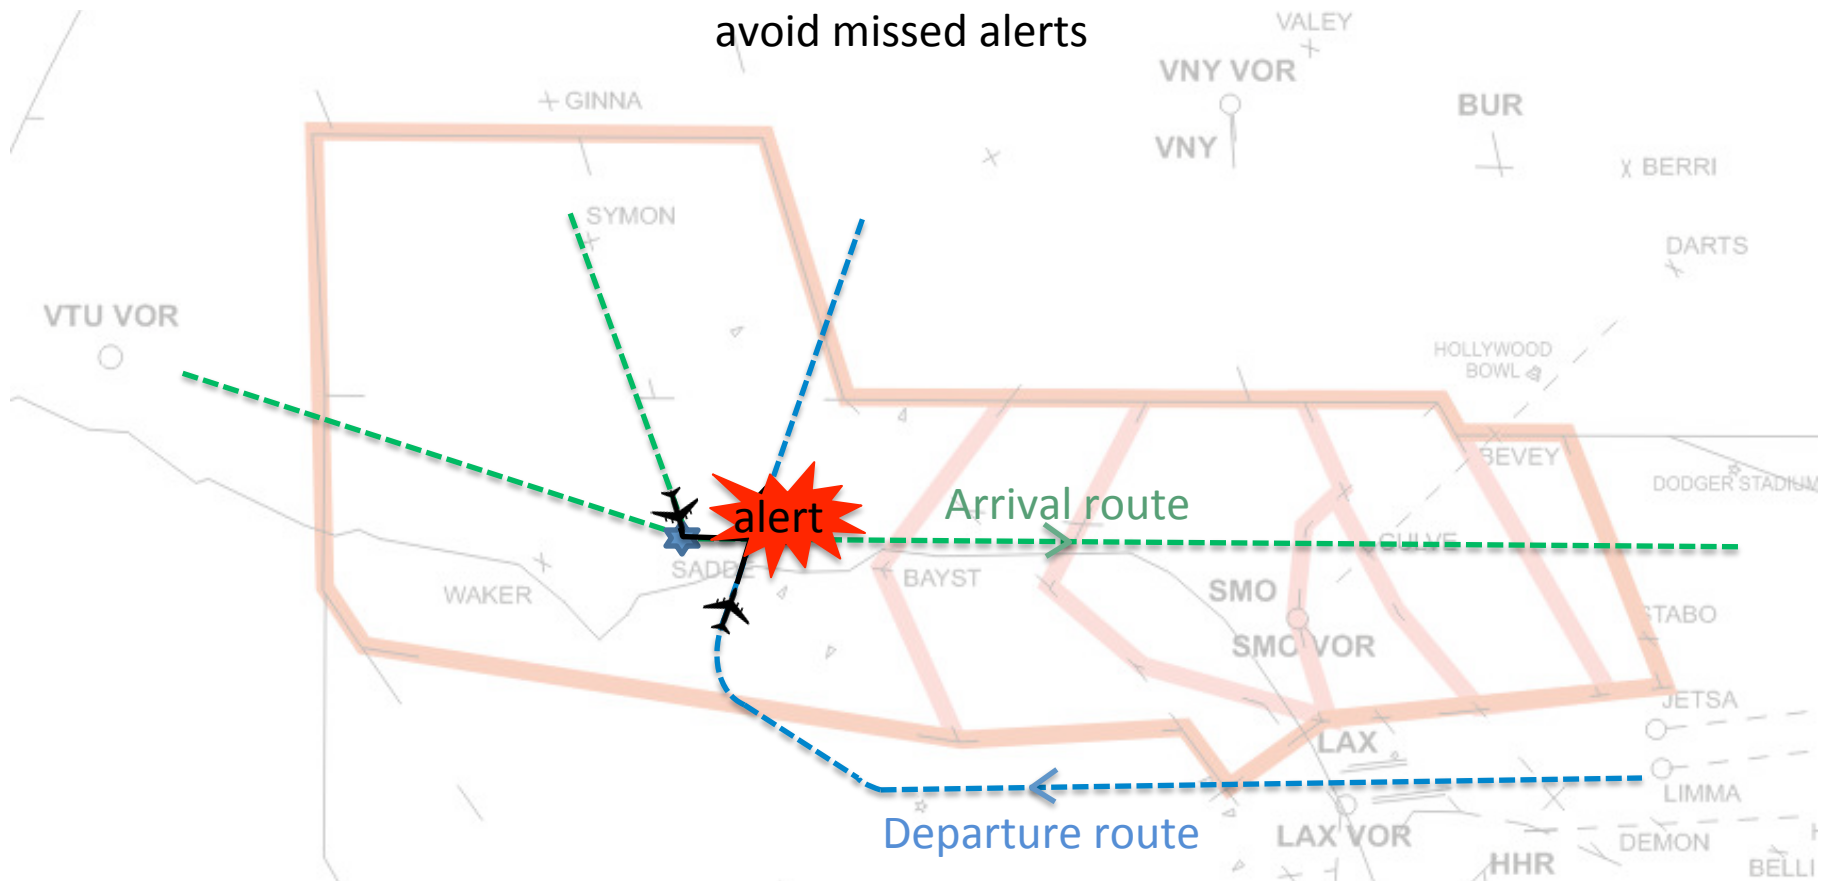 avoid missed alerts
VALEY
VNY VOR
GINNA
BUR
VNY
BERRI
SYMON
DARTS
VTU VOR
HOLLYWOOD
BOWL
BEVEY
DODGER STADIUM
Arrival route
alert
CULVE
SADDE
BAYST
WAKER
SMO
STABO
SMO VOR
JETSA
LAX
LIMMA
Departure route
LAX VOR
DEMON
HHR
BELLI